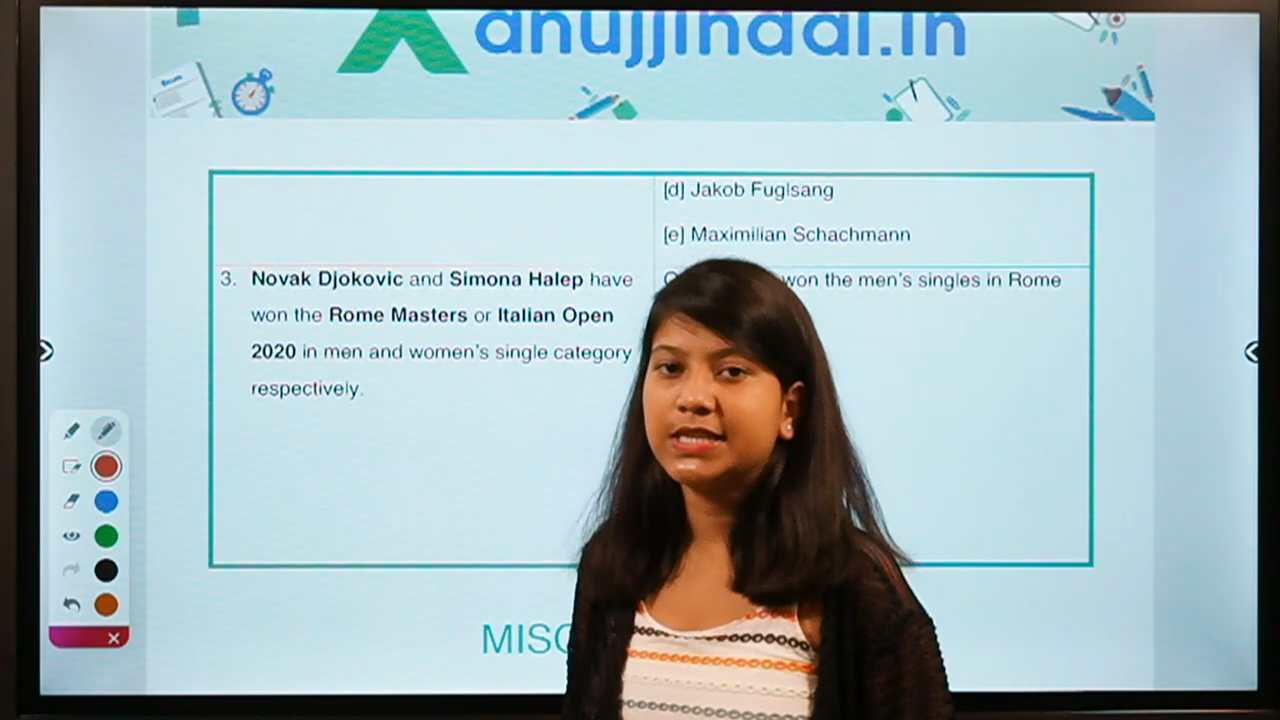 anujjindal.in
[d] Jakob Fuglsang
[e] Maximilian Schachmann
3. Novak Djokovic and Simona Halep have
won the Rome Masters or Italian Open
2020 in men and women's single category
respectively.
won the men's singles in Rome